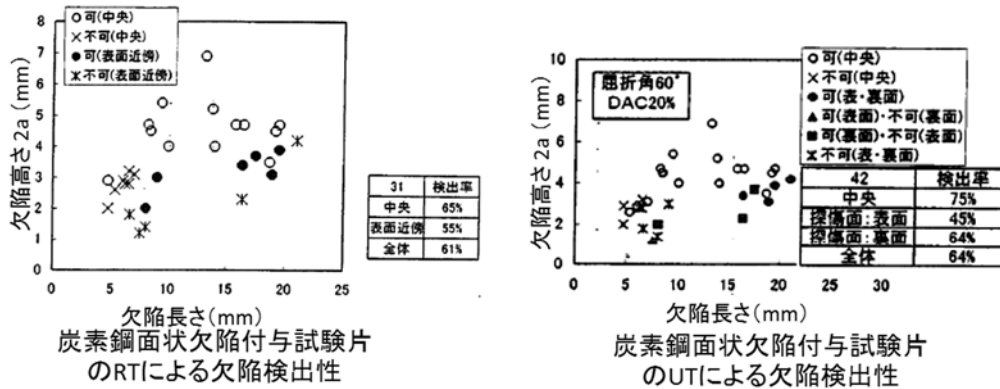 8
7
6
5
4
3
2
1
0
欠陥高さ 2a (mm)
○ 可(中央)
× 不可(中央)
● 可(表面近傍)
不可(表面近傍)
0 5 10 15 20 25
欠陥長さ(mm)
31 検出率
中央 65%
表面近傍 55%
全体 61%
炭素鋼面状欠陥付与試験片
のRTによる欠陥検出性
10
8
6
4
2
0
欠陥高さ 2a (mm)
屈折角60°
DAC20%
○ 可(中央)
× 不可(中央)
● 可(表・裏面)
▲ 可(表面)・不可(裏面)
■ 可(裏面)・不可(表面)
不可(表・裏面)
42 検出率
中央 75%
探傷面:表面 45%
探傷面:裏面 64%
全体 64%
0 5 10 15 20 25 30
欠陥長さ(mm)
炭素鋼面状欠陥付与試験片
のUTによる欠陥検出性